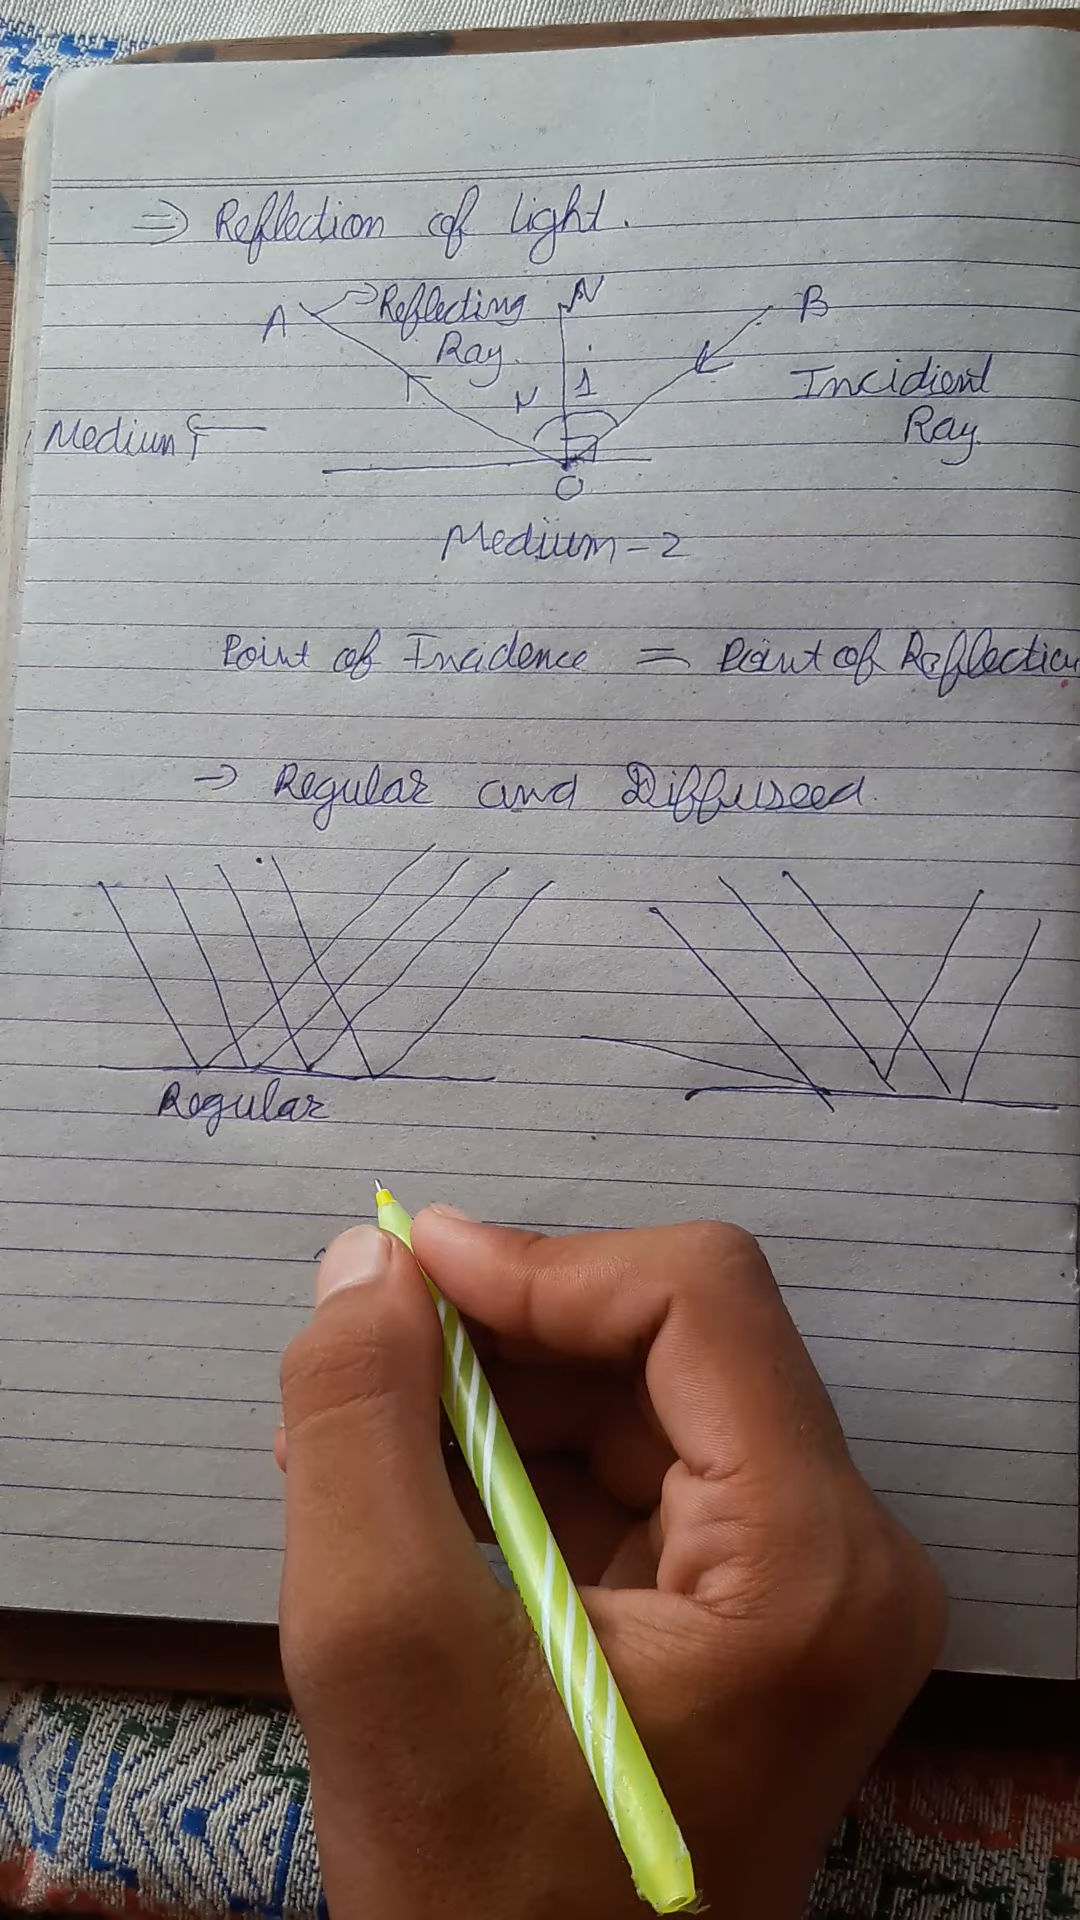 ⇒ Reflection of light.
A Reflecting N B
Ray
Incidient
Ray
Medium
O
Medium - 2
Point of Incidence = Point of Reflection
→ Regular and Diffuseed
Regular